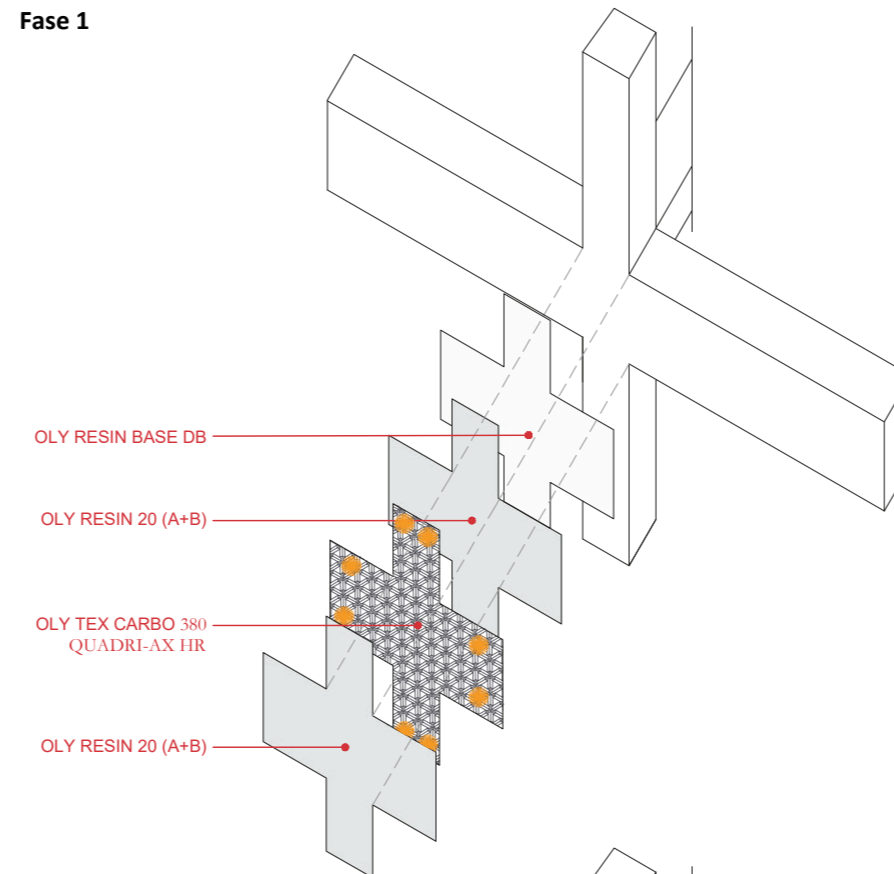 Fase 1
OLY RESIN BASE DB
OLY RESIN 20 (A+B)
OLY TEX CARBO 380
QUADRI-AX HR
OLY RESIN 20 (A+B)